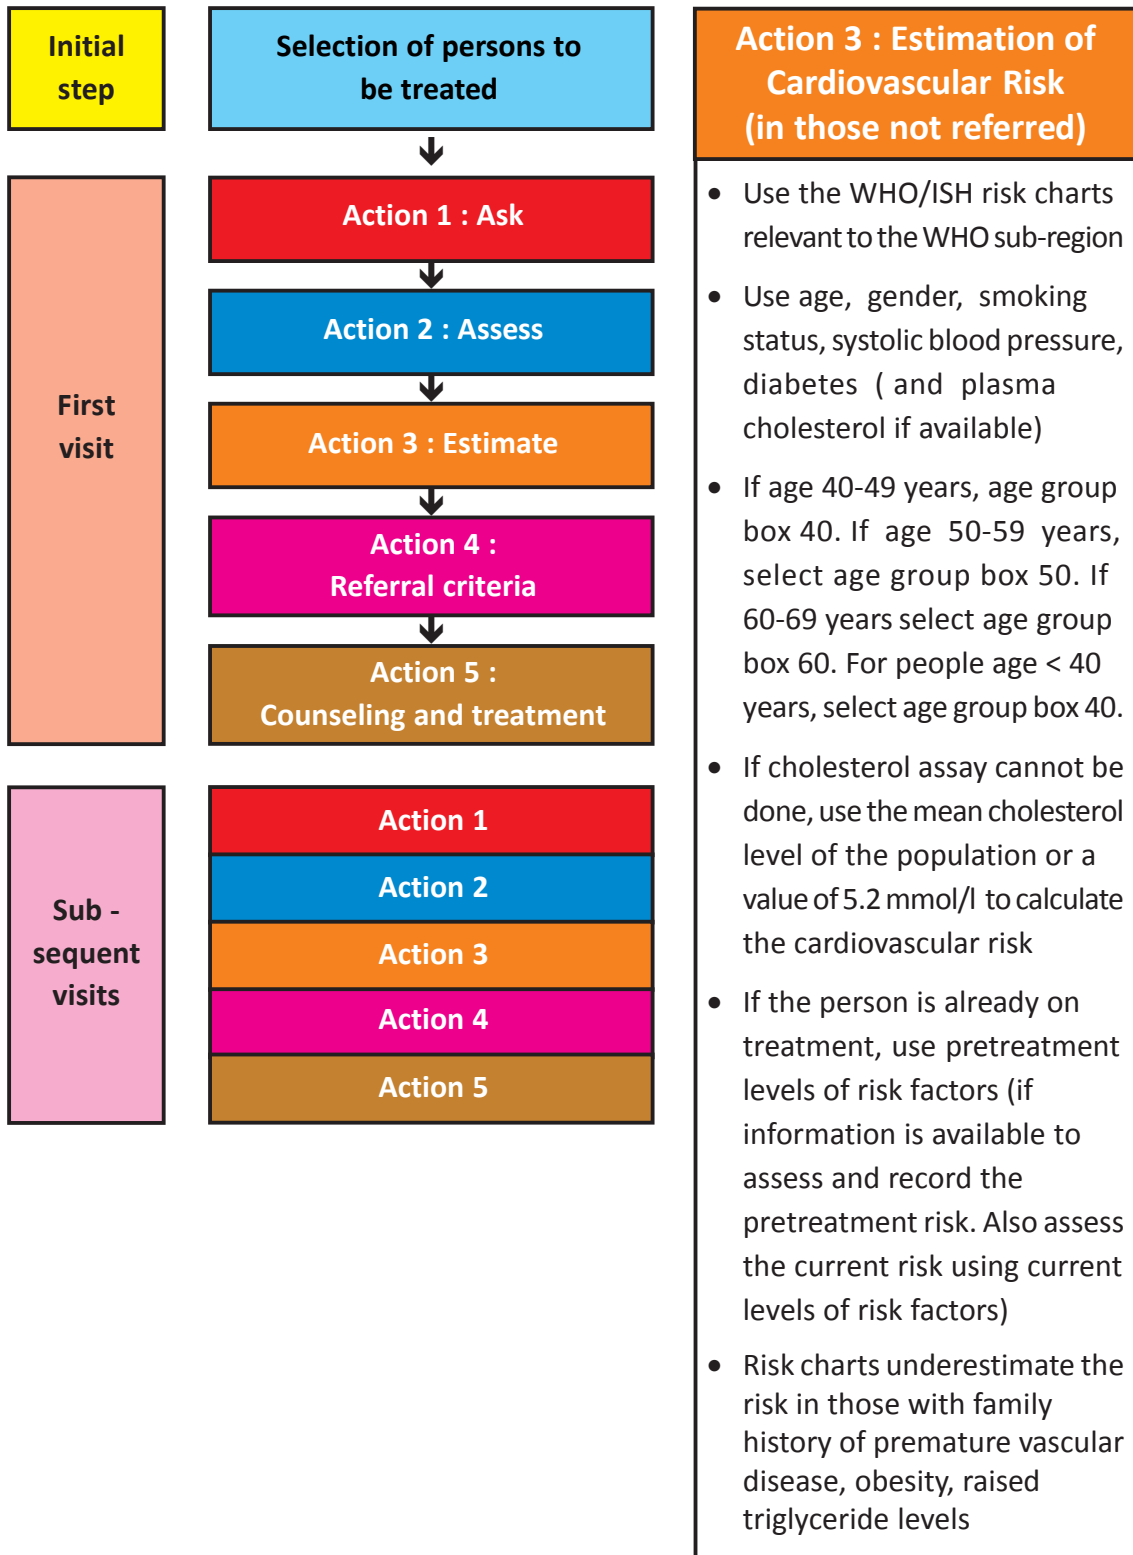 Initial
step
Selection of persons to
be treated
First
visit
Action 1 : Ask
Action 2 : Assess
Action 3 : Estimate
Action 4 :
Referral criteria
Action 5 :
Counseling and treatment
Sub -
sequent
visits
Action 1
Action 2
Action 3
Action 4
Action 5
Action 3 : Estimation of
Cardiovascular Risk
(in those not referred)
• Use the WHO/ISH risk charts
relevant to the WHO sub-region
• Use age, gender, smoking
status, systolic blood pressure,
diabetes ( and plasma
cholesterol if available)
• If age 40-49 years, age group
box 40. If age 50-59 years,
select age group box 50. If
60-69 years select age group
box 60. For people age < 40
years, select age group box 40.
• If cholesterol assay cannot be
done, use the mean cholesterol
level of the population or a
value of 5.2 mmol/l to calculate
the cardiovascular risk
• If the person is already on
treatment, use pretreatment
levels of risk factors (if
information is available to
assess and record the
pretreatment risk. Also assess
the current risk using current
levels of risk factors)
• Risk charts underestimate the
risk in those with family
history of premature vascular
disease, obesity, raised
triglyceride levels